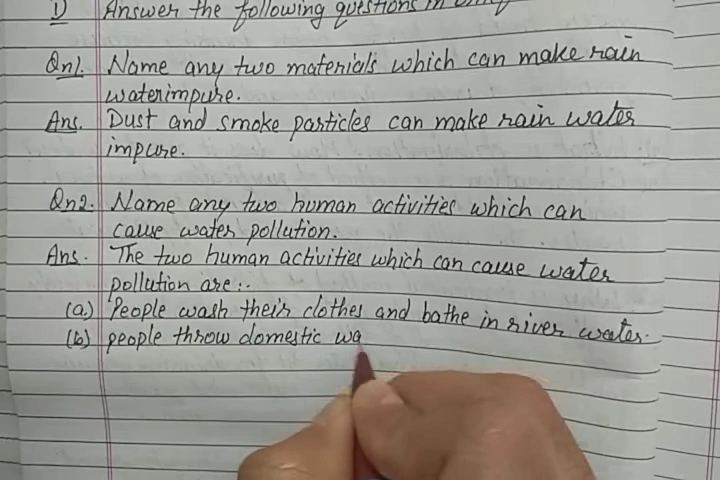 D Answer the following questions in
Qn1. Name any two materials which can make rain
waterimpure.
Ans. Dust and smoke particles can make rain water
impure.
Qn2. Name any two human activities which can
cause water pollution.
Ans. The two human activities which can cause water
pollution are:-
(a.) People wash their clothes and bathe in river water.
(b) people throw domestic wa